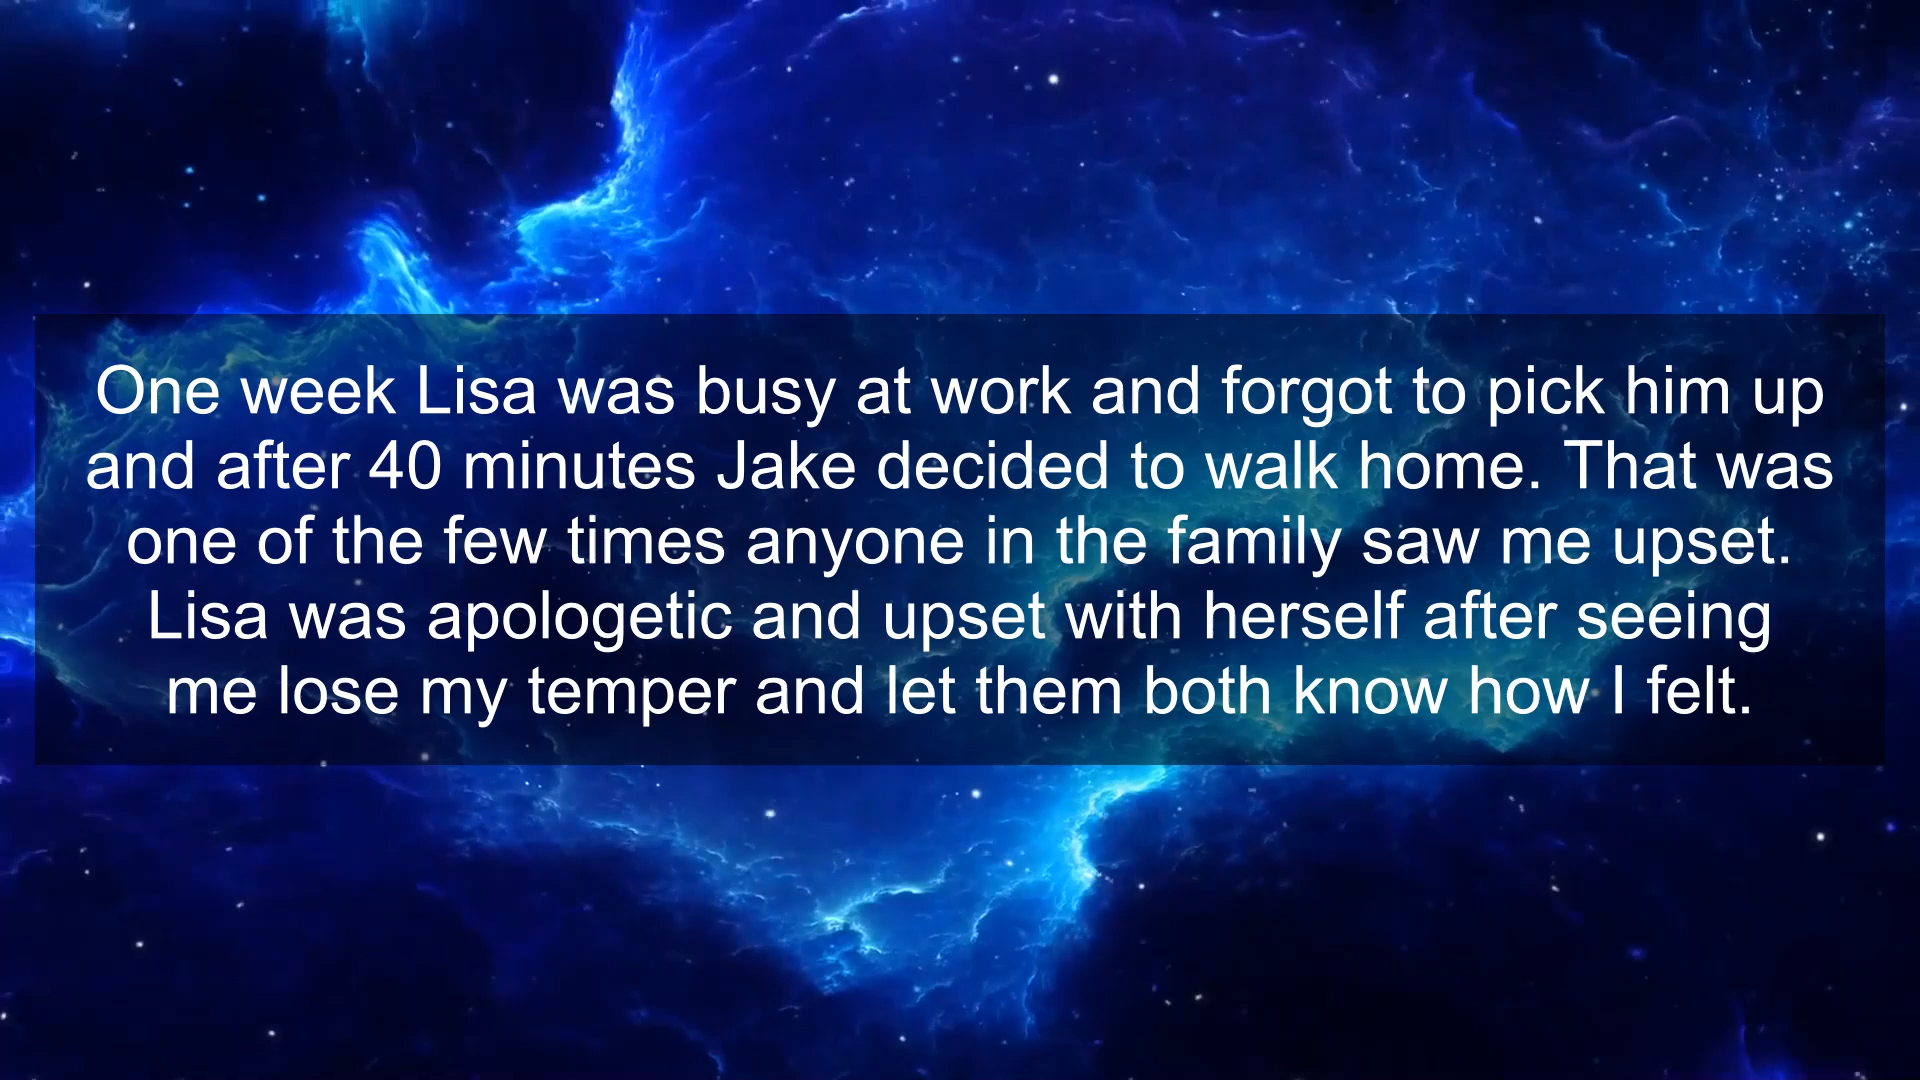 One week Lisa was busy at work and forgot to pick him up
and after 40 minutes Jake decided to walk home. That was
one of the few times anyone in the family saw me upset.
Lisa was apologetic and upset with herself after seeing
me lose my temper and let them both know how I felt.